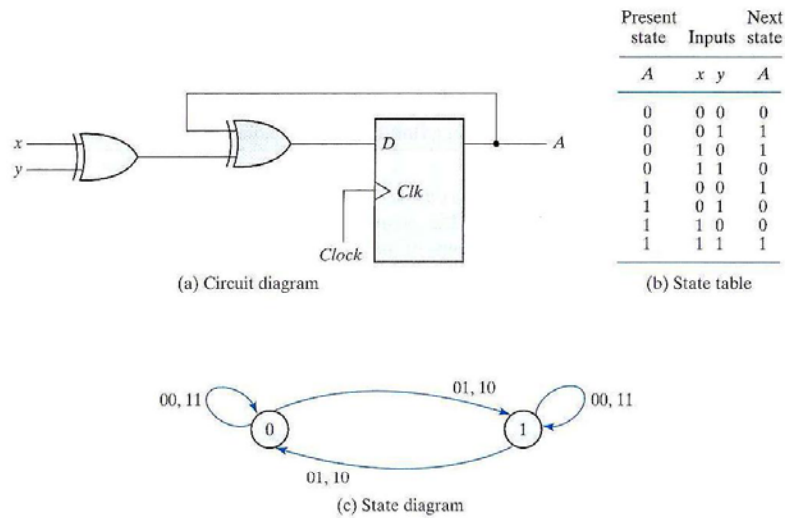 x
y
D
Clk
Clock
A
(a) Circuit diagram
Present state Inputs Next state
A x y A
0 0 0 0
0 0 1 1
0 1 0 1
0 1 1 0
1 0 0 1
1 0 1 0
1 1 0 0
1 1 1 1
(b) State table
00, 11
0
01, 10
1
00, 11
01, 10
(c) State diagram